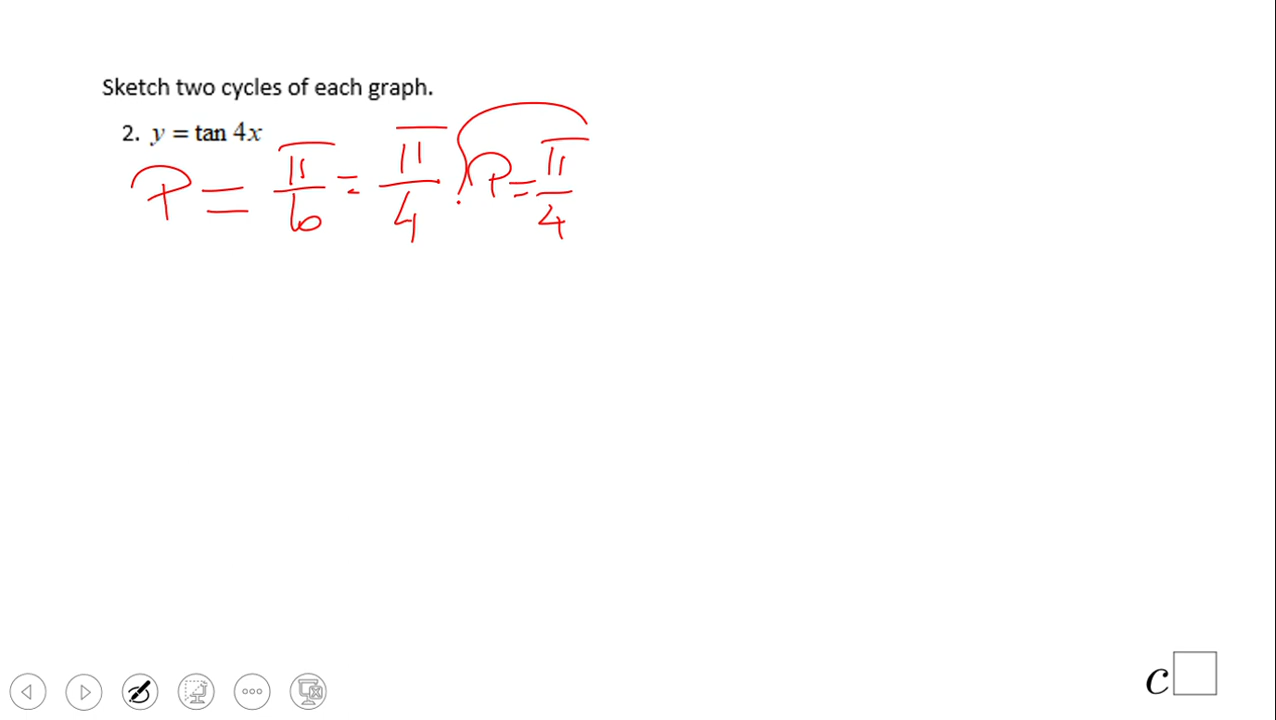 Sketch two cycles of each graph.
2. y = tan 4x
P = π/b = π/4, P = π/4
c